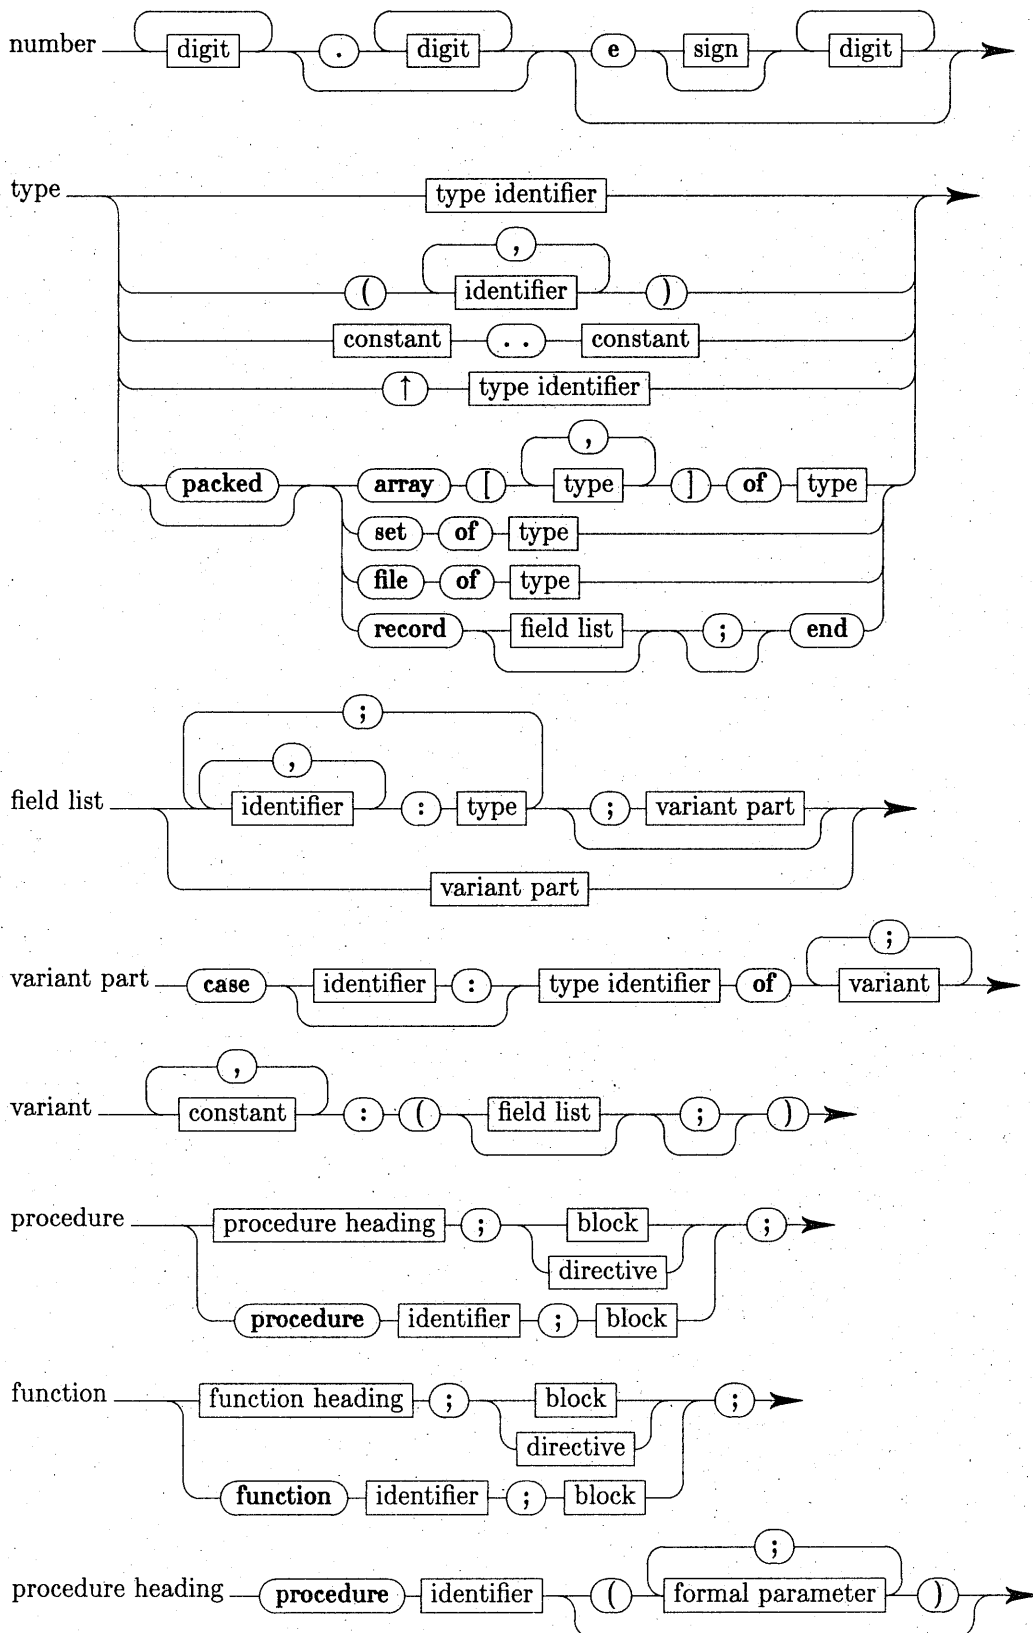 number digit . digit e sign digit
type type identifier
,
( identifier )
constant .. constant
↑ type identifier
,
packed array [ type ] of type
set of type
file of type
record field list ; end
;
,
field list identifier : type ; variant part
variant part
;
variant part case identifier : type identifier of variant
,
variant constant : ( field list ; )
procedure procedure heading ; block ;
directive
procedure identifier ; block
function function heading ; block ;
directive
function identifier ; block
;
procedure heading procedure identifier ( formal parameter )